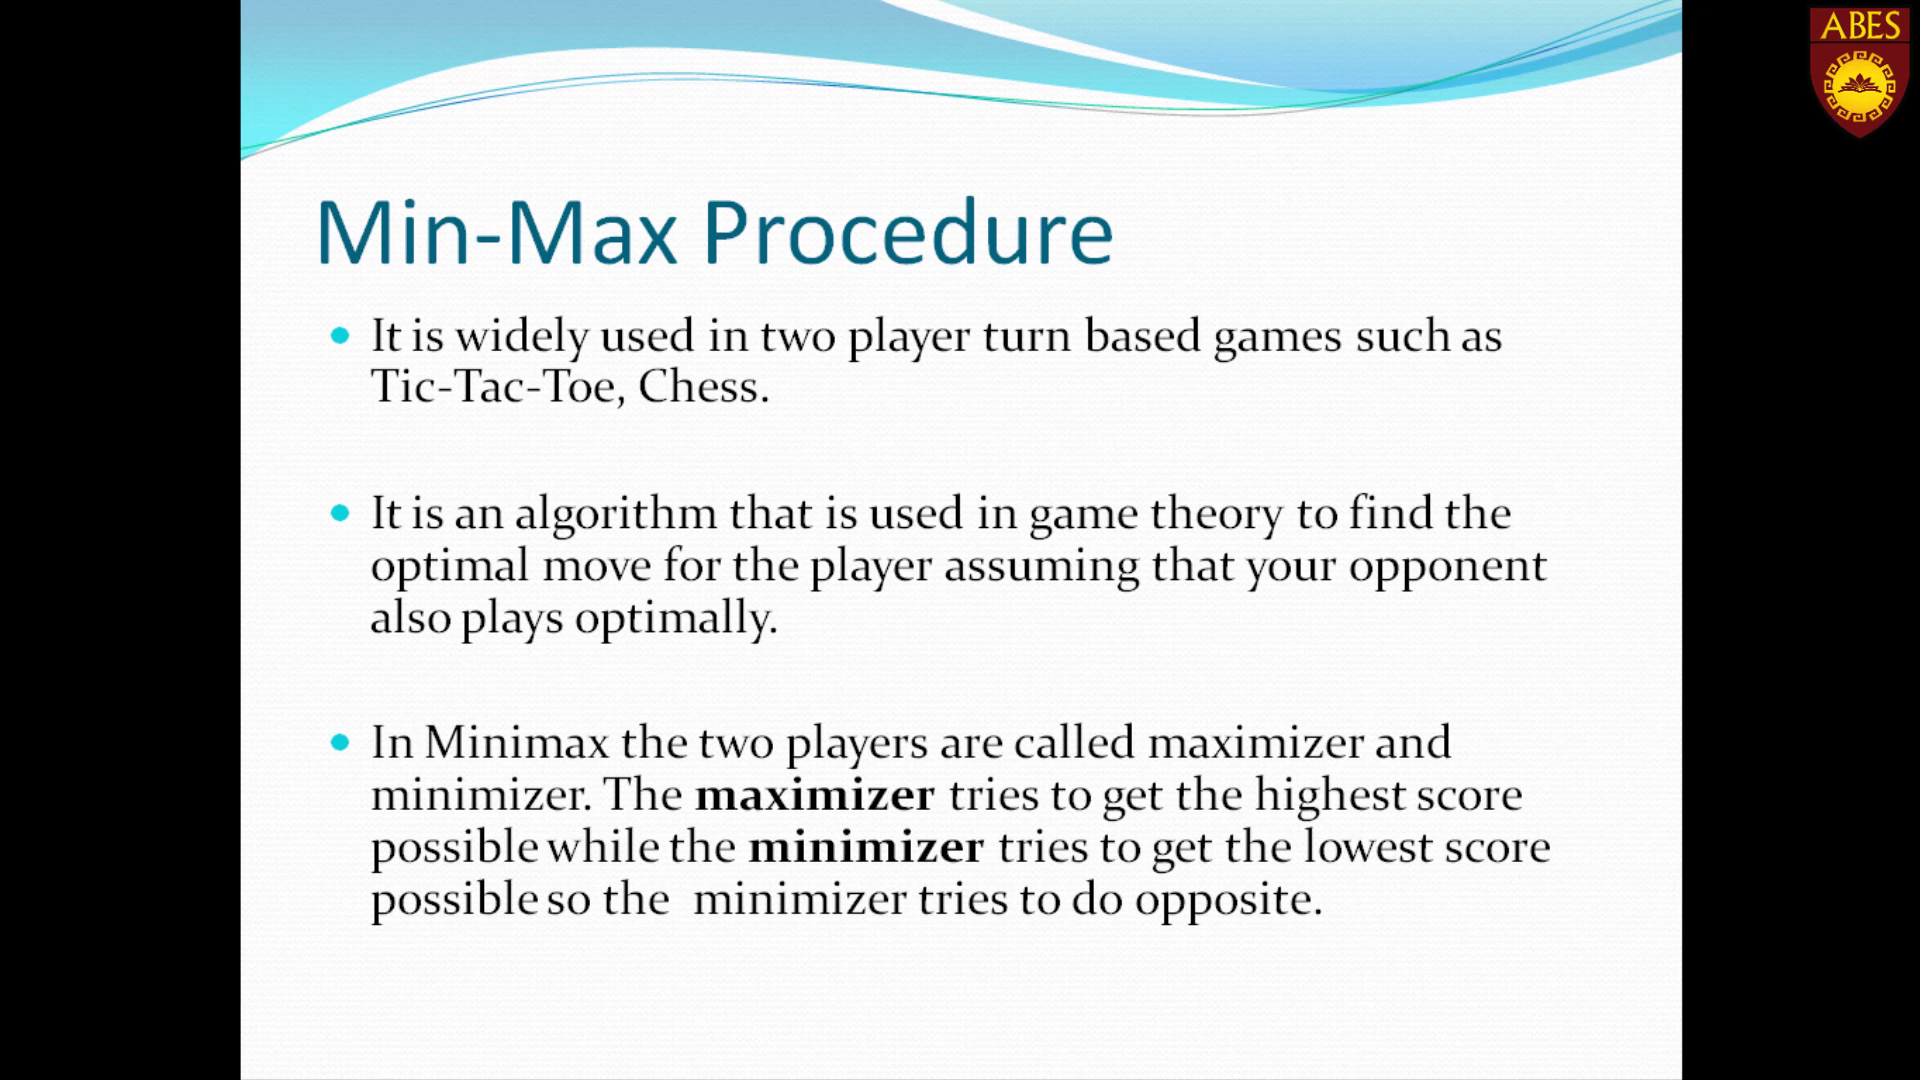 ABES
Min-Max Procedure
It is widely used in two player turn based games such as
Tic-Tac-Toe, Chess.
It is an algorithm that is used in game theory to find the
optimal move for the player assuming that your opponent
also plays optimally.
In Minimax the two players are called maximizer and
minimizer. The maximizer tries to get the highest score
possible while the minimizer tries to get the lowest score
possible so the minimizer tries to do opposite.